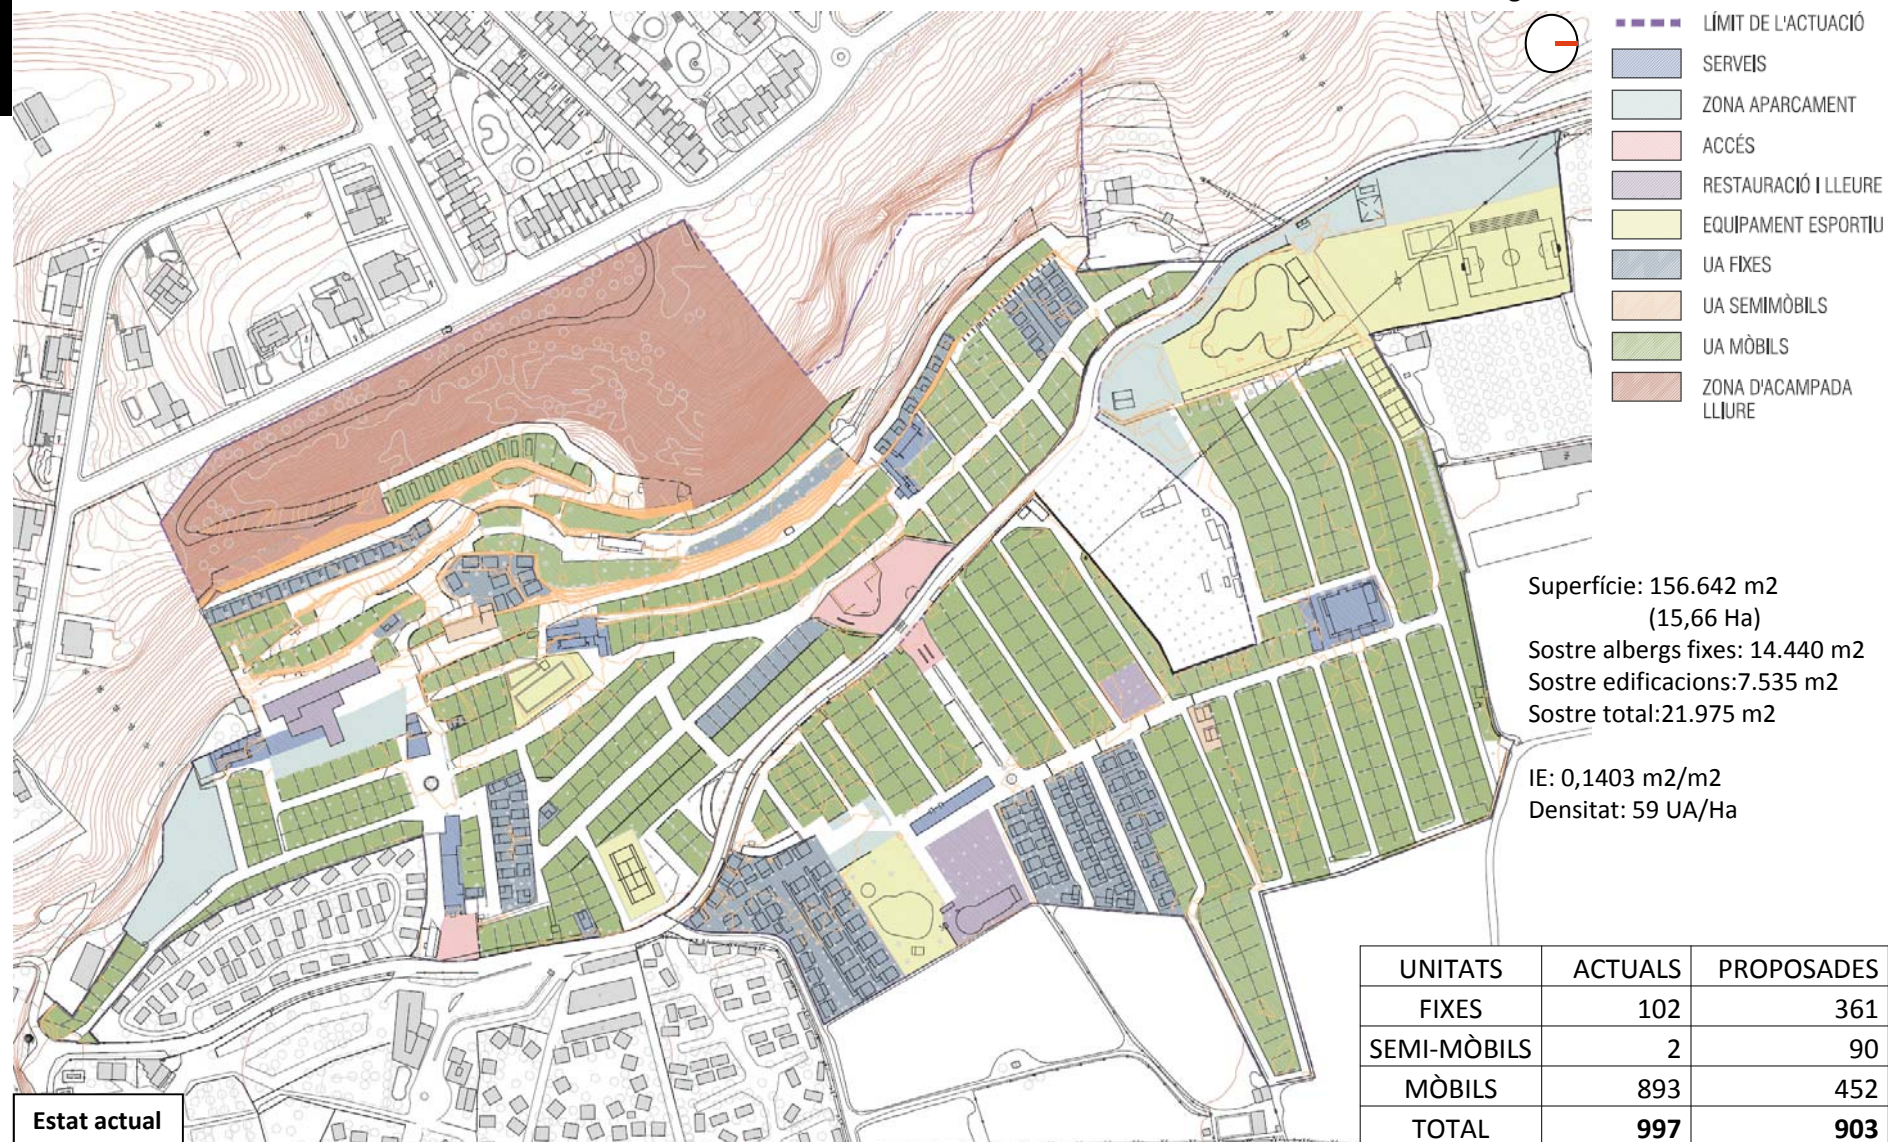 LÍMIT DE L'ACTUACIÓ
SERVEIS
ZONA APARCAMENT
ACCÉS
RESTAURACIÓ I LLEURE
EQUIPAMENT ESPORTIU
UA FIXES
UA SEMIMÒBILS
UA MÒBILS
ZONA D'ACAMPADA
LLIURE
Superfície: 156.642 m2
(15,66 Ha)
Sostre albergs fixes: 14.440 m2
Sostre edificacions:7.535 m2
Sostre total:21.975 m2
IE: 0,1403 m2/m2
Densitat: 59 UA/Ha
UNITATS ACTUALS PROPOSADES
FIXES 102 361
SEMI-MÒBILS 2 90
MÒBILS 893 452
TOTAL 997 903
Estat actual